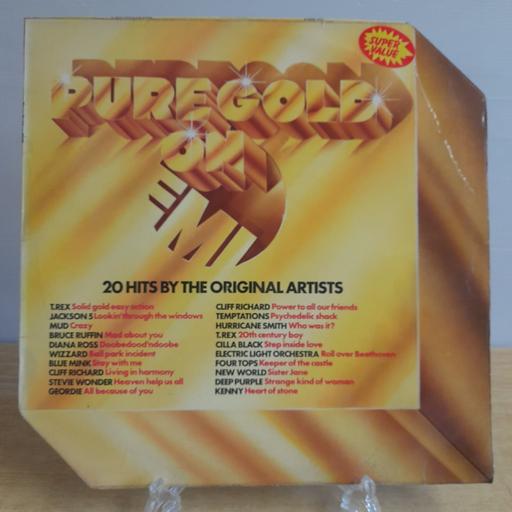 SUPER
VALUE
PURE GOLD
ON
EMI
20 HITS BY THE ORIGINAL ARTISTS
T.REX Solid gold easy action
JACKSON 5 Lookin' through the windows
MUD Crazy
BRUCE RUFFIN Mad about you
DIANA ROSS Doobedood'ndoobe
WIZZARD Ball park incident
BLUE MINK Stay with me
CLIFF RICHARD Living in harmony
STEVIE WONDER Heaven help us all
GEORDIE All because of you
CLIFF RICHARD Power to all our friends
TEMPTATIONS Psychedelic shack
HURRICANE SMITH Who was it?
T.REX 20th century boy
CILLA BLACK Step inside love
ELECTRIC LIGHT ORCHESTRA Roll over Beethoven
FOUR TOPS Keeper of the castle
NEW WORLD Sister Jane
DEEP PURPLE Strange kind of woman
KENNY Heart of stone